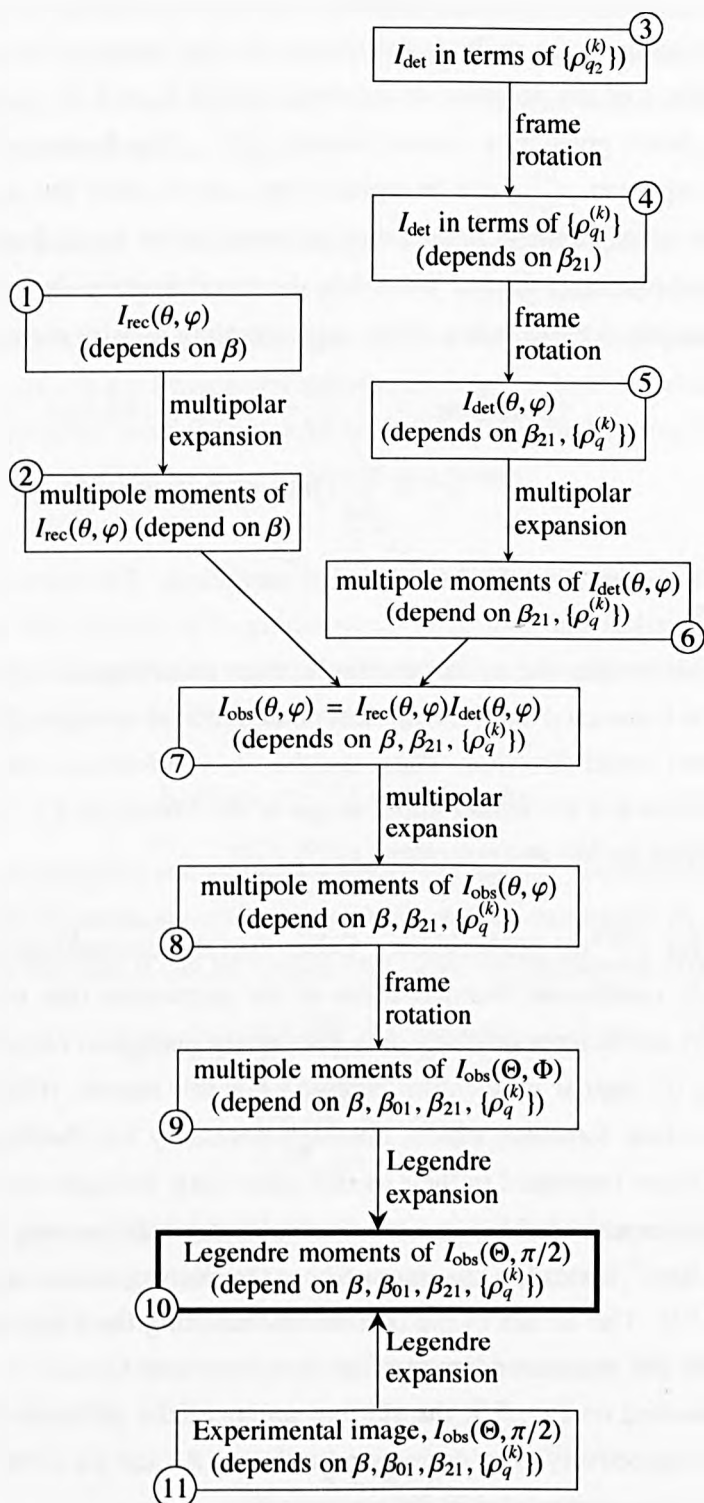 3
I_det in terms of {ρ_{q_2}^{(k)}})
frame
rotation
4
I_det in terms of {ρ_{q_1}^{(k)}}
(depends on β_21)
frame
rotation
1
I_rec(θ, φ)
(depends on β)
multipolar
expansion
5
I_det(θ, φ)
(depends on β_21, {ρ_q^{(k)}})
2
multipole moments of
I_rec(θ, φ) (depend on β)
multipolar
expansion
multipole moments of I_det(θ, φ)
(depend on β_21, {ρ_q^{(k)}})
6
I_obs(θ, φ) = I_rec(θ, φ)I_det(θ, φ)
(depends on β, β_21, {ρ_q^{(k)}})
7
multipolar
expansion
multipole moments of I_obs(θ, φ)
(depend on β, β_21, {ρ_q^{(k)}})
8
frame
rotation
multipole moments of I_obs(Θ, Φ)
(depend on β, β_01, β_21, {ρ_q^{(k)}})
9
Legendre
expansion
Legendre moments of I_obs(Θ, π/2)
(depend on β, β_01, β_21, {ρ_q^{(k)}})
10
Legendre
expansion
Experimental image, I_obs(Θ, π/2)
(depends on β, β_01, β_21, {ρ_q^{(k)}})
11